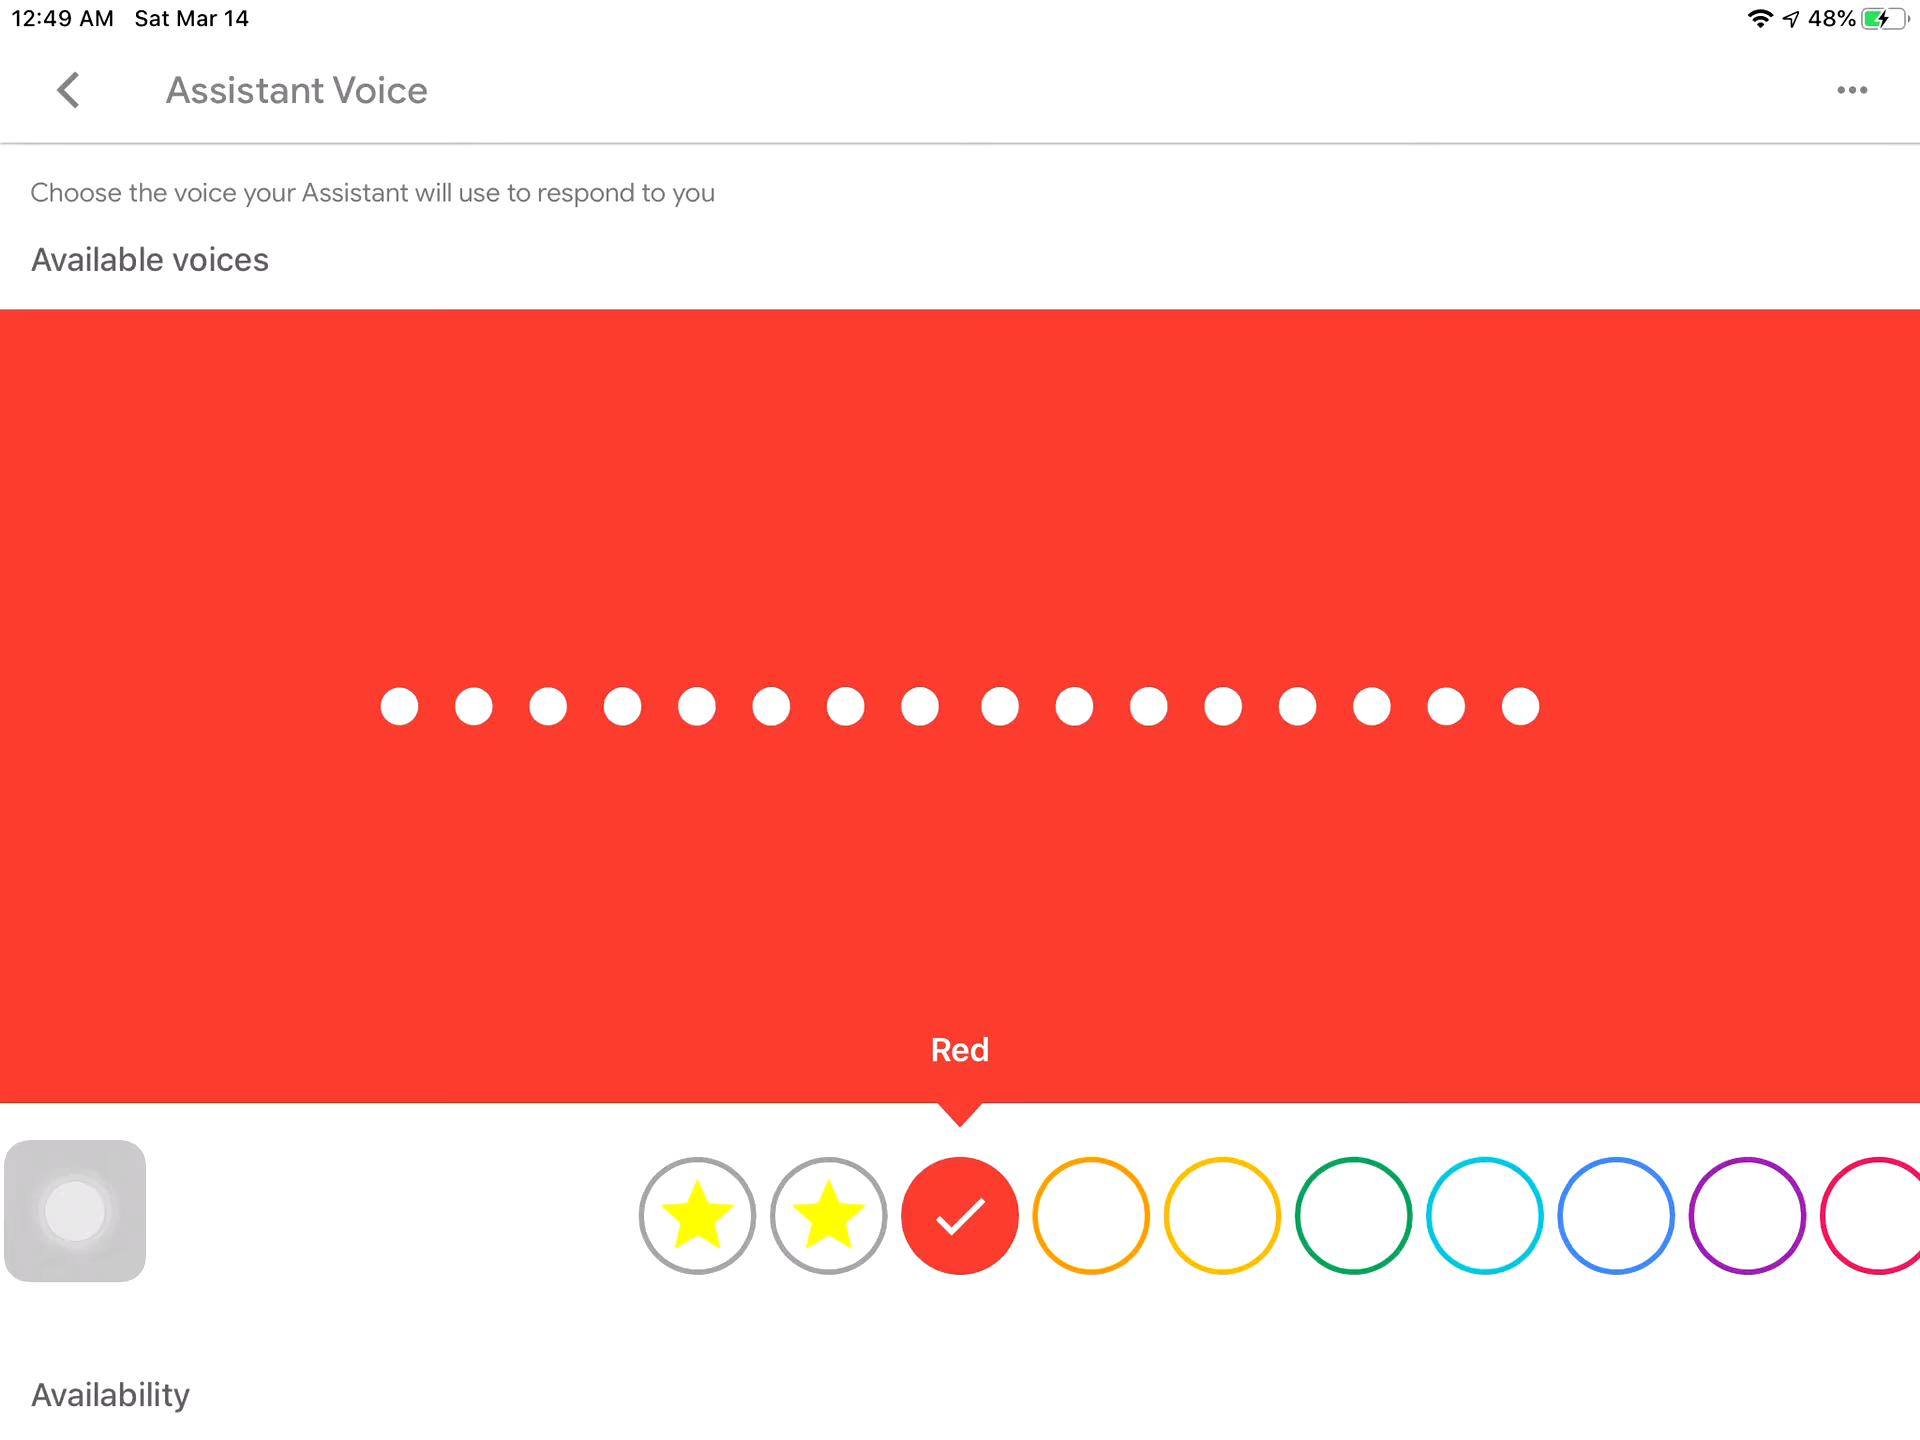 12:49 AM Sat Mar 14 48%
Assistant Voice
Choose the voice your Assistant will use to respond to you
Available voices
Red
Availability